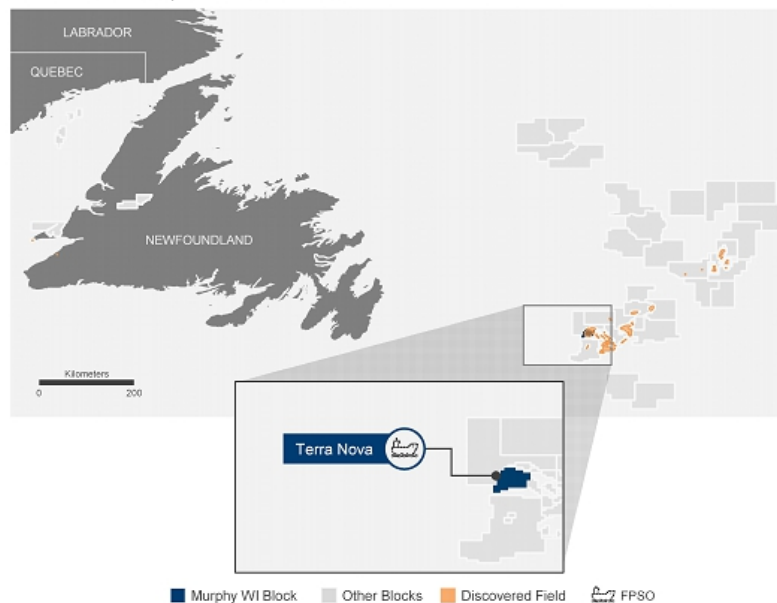 LABRADOR
QUEBEC
NEWFOUNDLAND
Kilometers
0 200
Terra Nova
Murphy WI Block Other Blocks Discovered Field FPSO